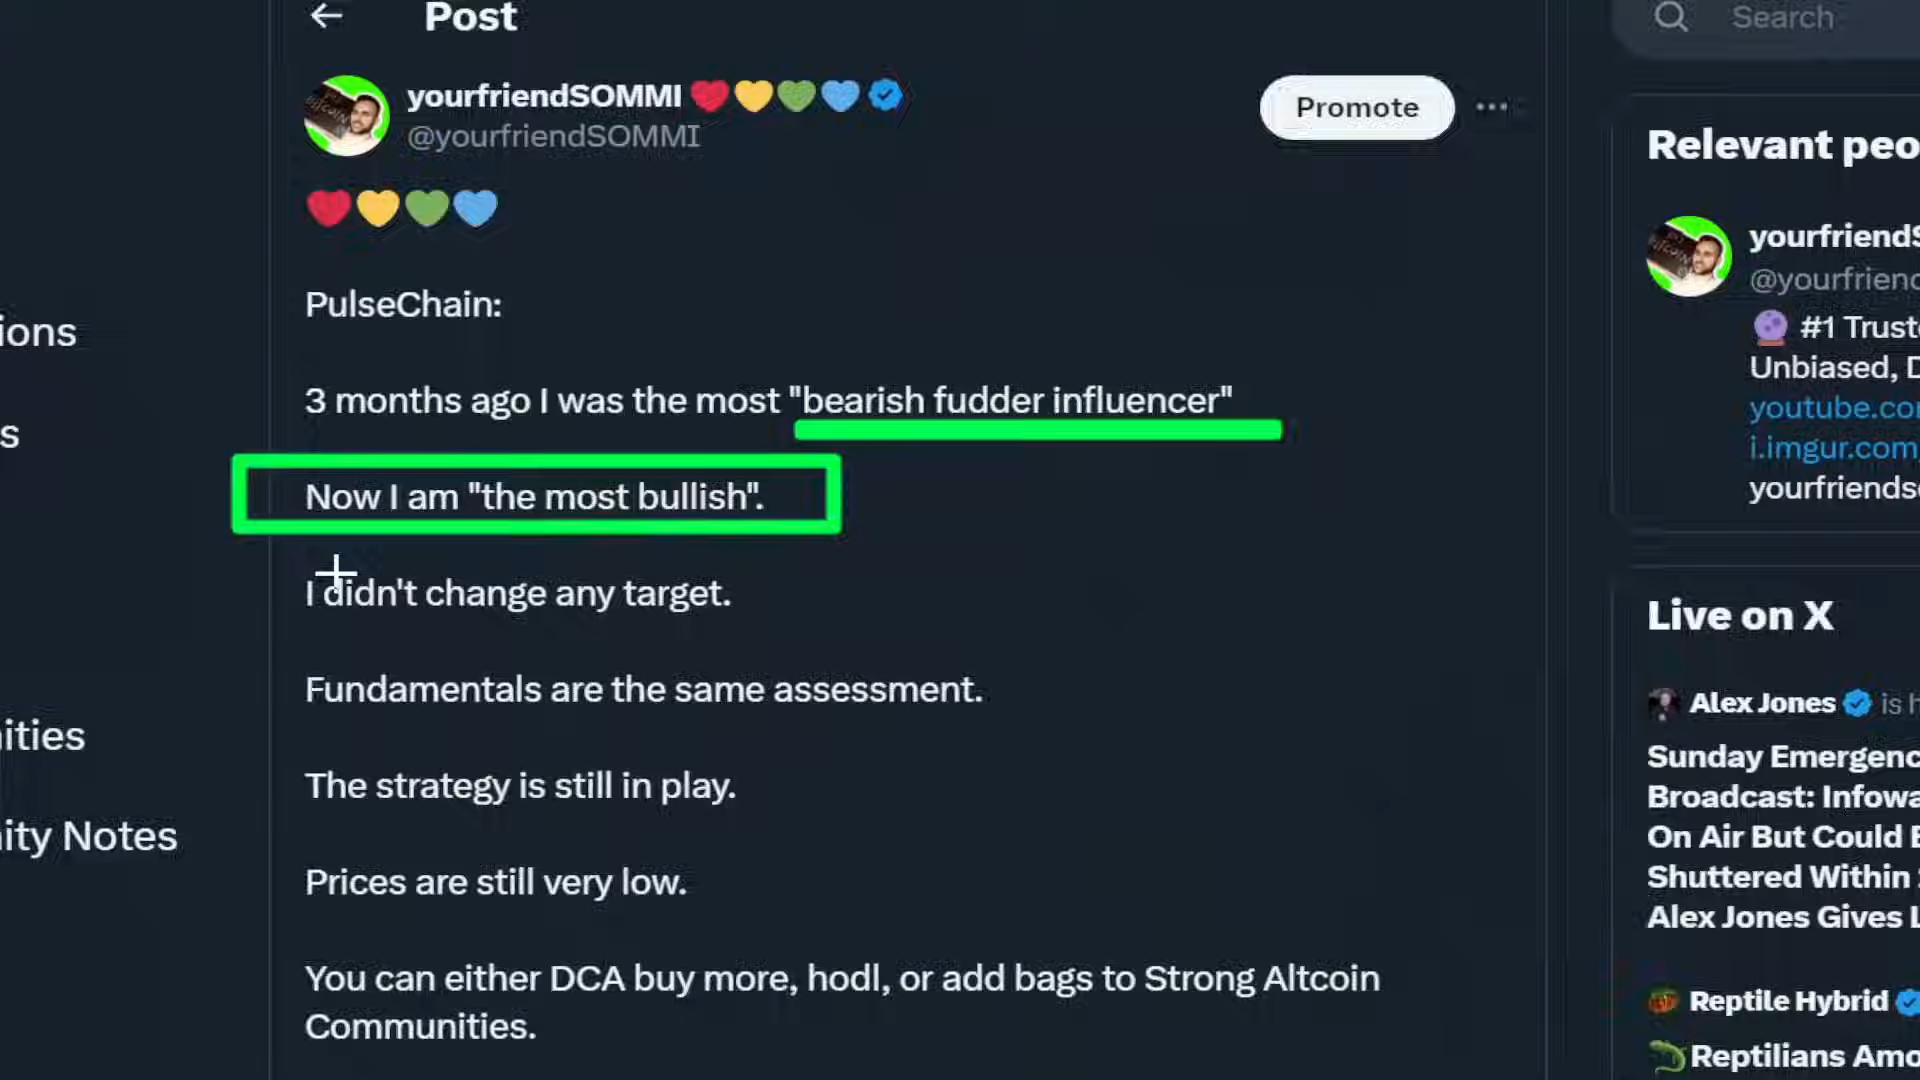 Post
Search
yourfriendSOMMI ❤️💛💚💙
@yourfriendSOMMI
Promote
❤️💛💚💙
PulseChain:
3 months ago I was the most "bearish fudder influencer"
Now I am "the most bullish".
I didn't change any target.
Fundamentals are the same assessment.
The strategy is still in play.
Prices are still very low.
You can either DCA buy more, hodl, or add bags to Strong Altcoin
Communities.
ions
s
ities
ity Notes
Relevant peo
yourfriendS
@yourfriend
🔮 #1 Trust
Unbiased, D
youtube.co
i.imgur.com
yourfriends
Live on X
Alex Jones is h
Sunday Emergenc
Broadcast: Infowa
On Air But Could B
Shuttered Within
Alex Jones Gives L
Reptile Hybrid
🦎Reptilians Amo